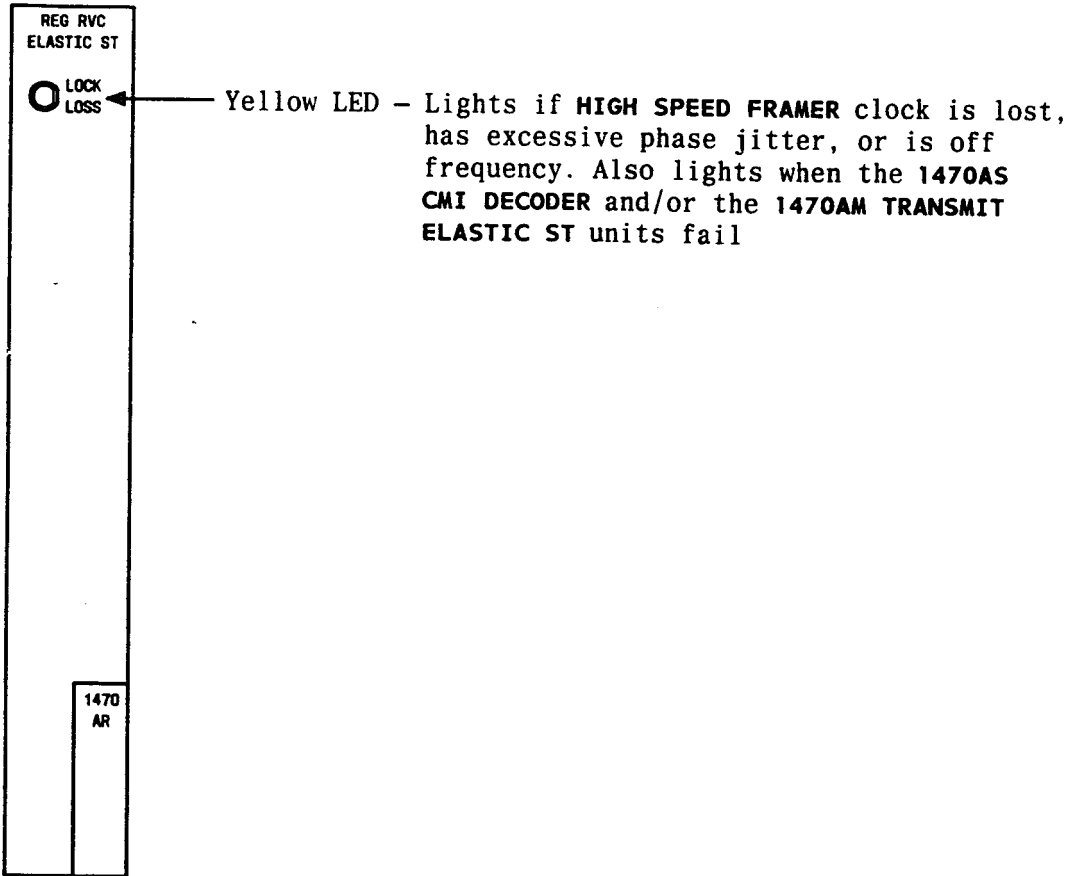 REG RVC
ELASTIC ST
LOCK
LOSS
Yellow LED – Lights if HIGH SPEED FRAMER clock is lost,
has excessive phase jitter, or is off
frequency. Also lights when the 1470AS
CMI DECODER and/or the 1470AM TRANSMIT
ELASTIC ST units fail
1470
AR